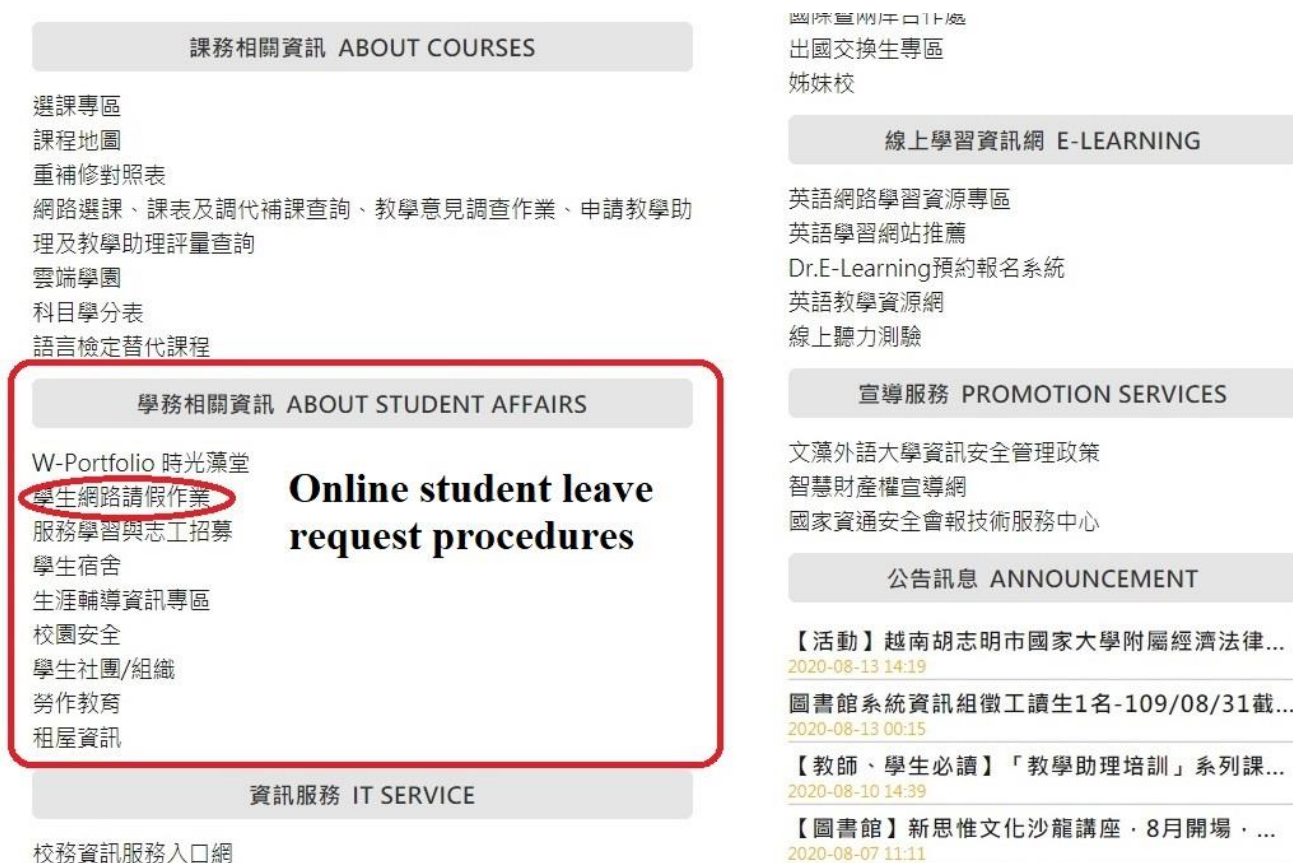 課務相關資訊 ABOUT COURSES
選課專區
課程地圖
重補修對照表
網路選課、課表及調代補課查詢、教學意見調查作業、申請教學助
理及教學助理評量查詢
雲端學園
科目學分表
語言檢定替代課程
學務相關資訊 ABOUT STUDENT AFFAIRS
W-Portfolio 時光藻堂
學生網路請假作業
Online student leave
request procedures
服務學習與志工招募
學生宿舍
生涯輔導資訊專區
校園安全
學生社團/組織
勞作教育
租屋資訊
資訊服務 IT SERVICE
校務資訊服務入口網
國際暨兩岸合作處
出國交換生專區
姊妹校
線上學習資訊網 E-LEARNING
英語網路學習資源專區
英語學習網站推薦
Dr.E-Learning預約報名系統
英語教學資源網
線上聽力測驗
宣導服務 PROMOTION SERVICES
文藻外語大學資訊安全管理政策
智慧財產權宣導網
國家資通安全會報技術服務中心
公告訊息 ANNOUNCEMENT
【活動】越南胡志明市國家大學附屬經濟法律...
2020-08-13 14:19
圖書館系統資訊組徵工讀生1名-109/08/31截...
2020-08-13 00:15
【教師、學生必讀】「教學助理培訓」系列課...
2020-08-10 14:39
【圖書館】新思惟文化沙龍講座．8月開場．...
2020-08-07 11:11